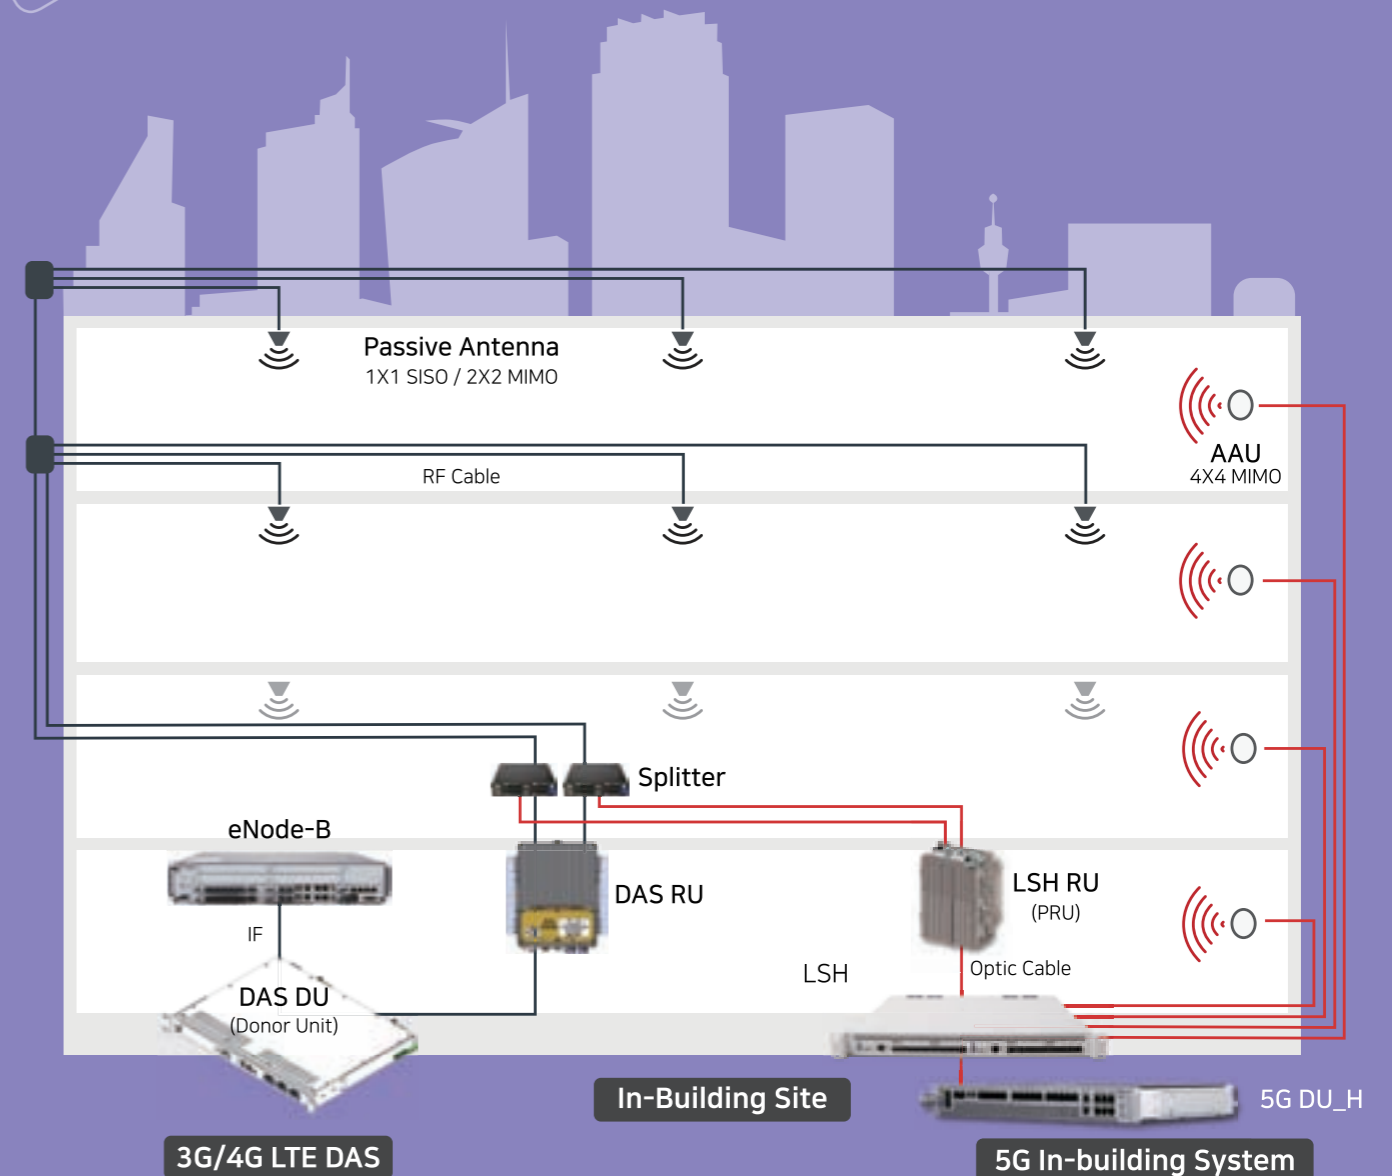 Passive Antenna
1X1 SISO / 2X2 MIMO
AAU
4X4 MIMO
RF Cable
Splitter
eNode-B
DAS RU
LSH RU
(PRU)
IF
LSH
Optic Cable
DAS DU
(Donor Unit)
In-Building Site
5G DU_H
3G/4G LTE DAS
5G In-building System